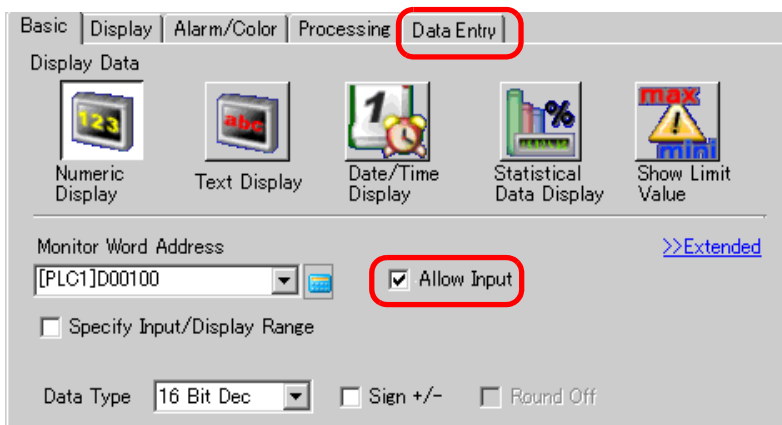 Basic Display Alarm/Color Processing Data Entry
Display Data
123 abc 1 % max mini
Numeric Display Text Display Date/Time Display Statistical Data Display Show Limit Value
Monitor Word Address >>Extended
[PLC1]D00100 Allow Input
Specify Input/Display Range
Data Type 16 Bit Dec Sign +/- Round Off